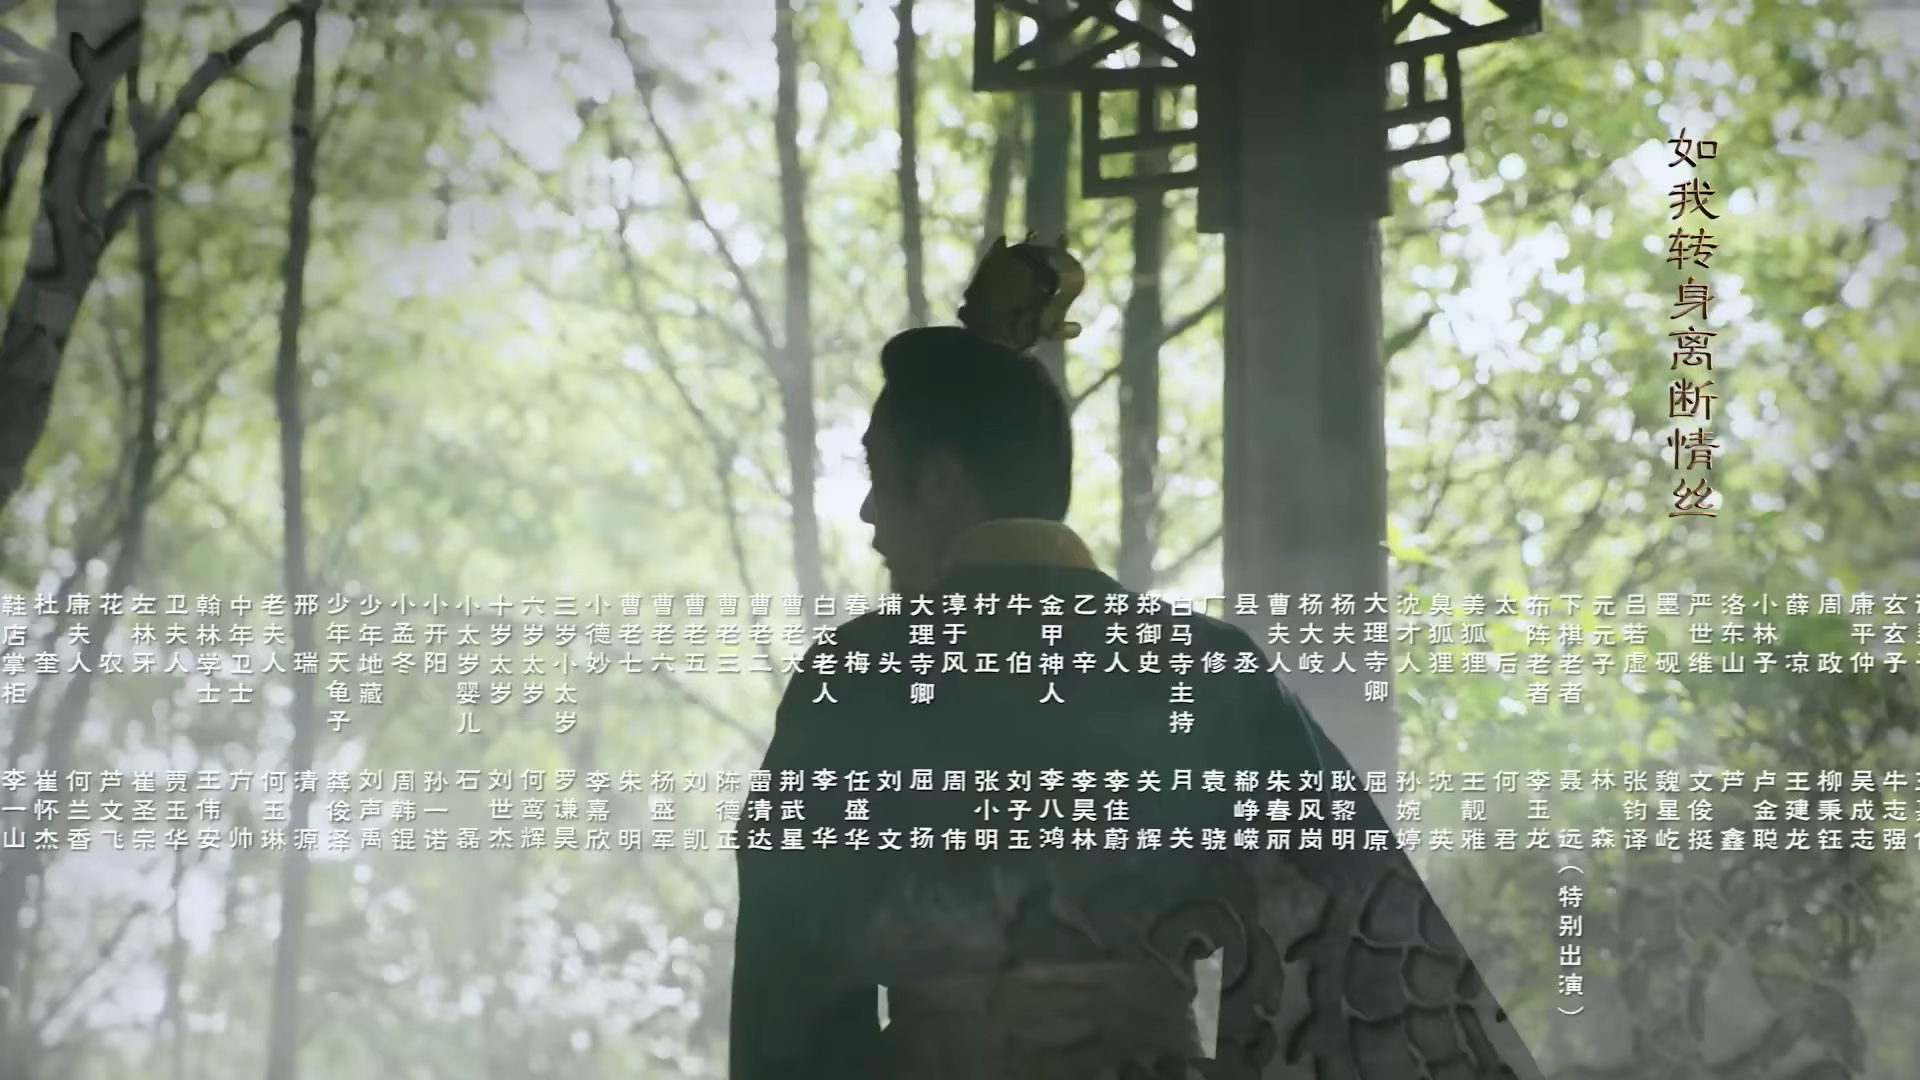 如我转身离断情丝
玄玄子
康平仲
周政
薛凉
小林子
洛东山
严世维
墨砚
吕若虚
元元子
下棋老者
布阵老者
太后
美狐狸
臭狐狸
沈才人
大理寺卿
杨夫人
杨大岐
曹夫人
县丞
广修
白马寺主持
郑御史
郑夫人
乙辛
金甲神人
牛伯
村正
淳于风
大理寺卿
捕头
春梅
白衣老人
曹老大
曹老二
曹老三
曹老五
曹老六
曹老七
小德妙
三岁小太岁
六岁太岁
十岁太岁
小太岁婴儿
小开阳
小孟冬
少年地藏
少年天龟子
邢瑞
老夫人
中年卫士
翰林学士
卫夫人
左林牙
花农
康夫人
杜奎
鞋店掌柜
牛志强
吴成志
柳秉钰
王建龙
卢金聪
芦鑫
文俊挺
魏星屹
张钧译
林森
聂远（特别出演）
李玉龙
何君
王靓雅
沈英
孙婉婷
屈原
耿黎明
刘风岗
朱春丽
郗峥嵘
袁骁
月关
关辉
李佳蔚
李昊林
李八鸿
刘子玉
张小明
周伟
屈扬
刘文
任盛华
李华
荆武星
雷清达
陈德正
刘凯
杨盛军
朱明
李嘉欣
罗谦昊
何鸾辉
刘世杰
石磊
孙一诺
周韩锟
刘声禹
龚俊泽
清源
何玉琳
方帅
王伟安
贾玉华
崔圣宗
芦文飞
何兰香
崔怀杰
李一山